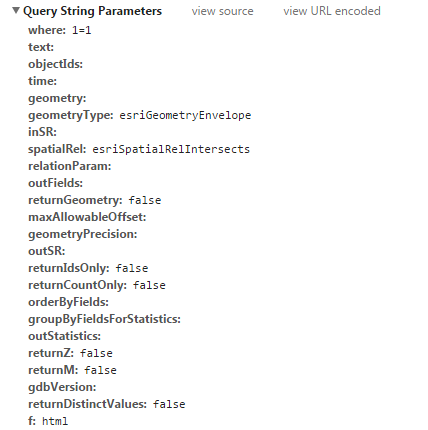 Query String Parameters view source view URL encoded
where: 1=1
text:
objectIds:
time:
geometry:
geometryType: esriGeometryEnvelope
inSR:
spatialRel: esriSpatialRelIntersects
relationParam:
outFields:
returnGeometry: false
maxAllowableOffset:
geometryPrecision:
outSR:
returnIdsOnly: false
returnCountOnly: false
orderByFields:
groupByFieldsForStatistics:
outStatistics:
returnZ: false
returnM: false
gdbVersion:
returnDistinctValues: false
f: html